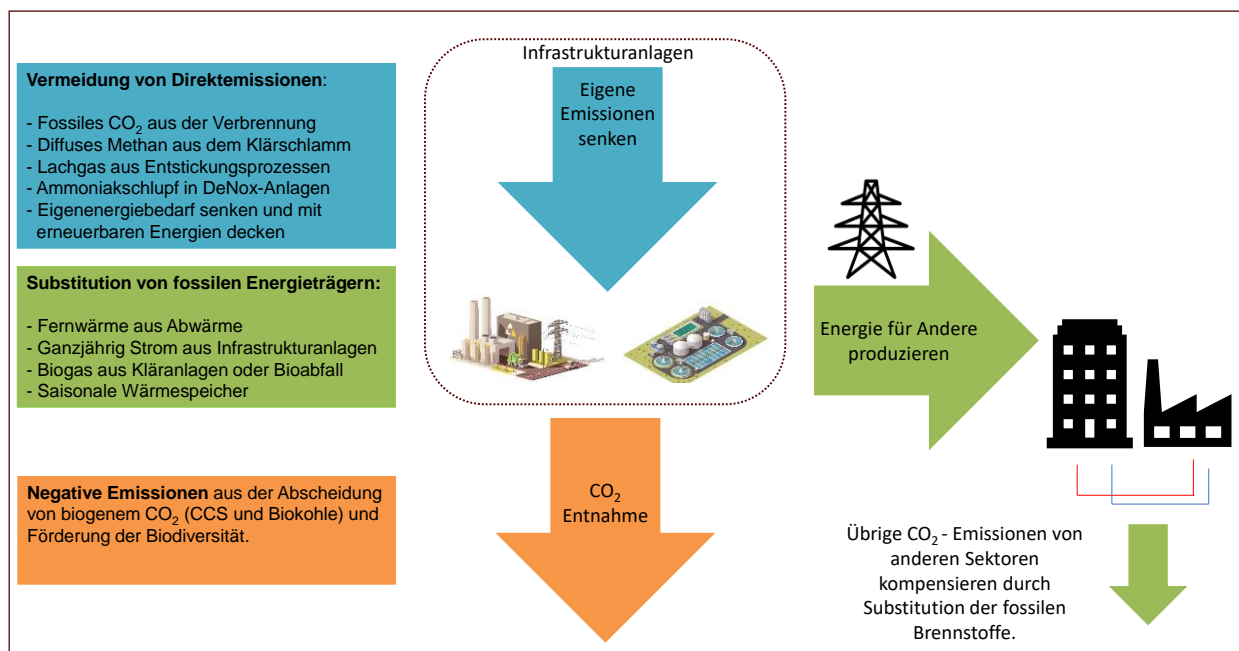 Infrastrukturanlagen
Vermeidung von Direktemissionen:
- Fossiles CO₂ aus der Verbrennung
- Diffuses Methan aus dem Klärschlamm
- Lachgas aus Entstickungsprozessen
- Ammoniakschlupf in DeNox-Anlagen
- Eigenenergiebedarf senken und mit
erneuerbaren Energien decken
Eigene
Emissionen
senken
Substitution von fossilen Energieträgern:
- Fernwärme aus Abwärme
- Ganzjährig Strom aus Infrastrukturanlagen
- Biogas aus Kläranlagen oder Bioabfall
- Saisonale Wärmespeicher
Energie für Andere
produzieren
Negative Emissionen aus der Abscheidung
von biogenem CO₂ (CCS und Biokohle) und
Förderung der Biodiversität.
CO₂
Entnahme
Übrige CO₂ - Emissionen von
anderen Sektoren
kompensieren durch
Substitution der fossilen
Brennstoffe.